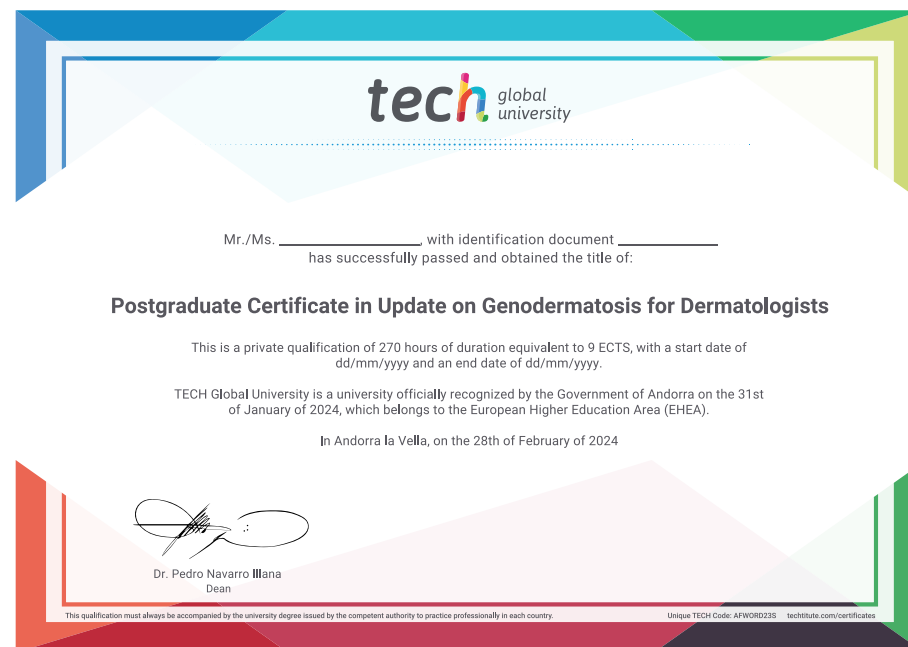 tech global
university
Mr./Ms. ____________, with identification document ____________
has successfully passed and obtained the title of:
Postgraduate Certificate in Update on Genodermatosis for Dermatologists
This is a private qualification of 270 hours of duration equivalent to 9 ECTS, with a start date of
dd/mm/yyyy and an end date of dd/mm/yyyy.
TECH Global University is a university officially recognized by the Government of Andorra on the 31st
of January of 2024, which belongs to the European Higher Education Area (EHEA).
In Andorra la Vella, on the 28th of February of 2024
Dr. Pedro Navarro Illana
Dean
This qualification must always be accompanied by the university degree issued by the competent authority to practice professionally in each country.
Unique TECH Code: AFWORD23S techtitute.com/certificates